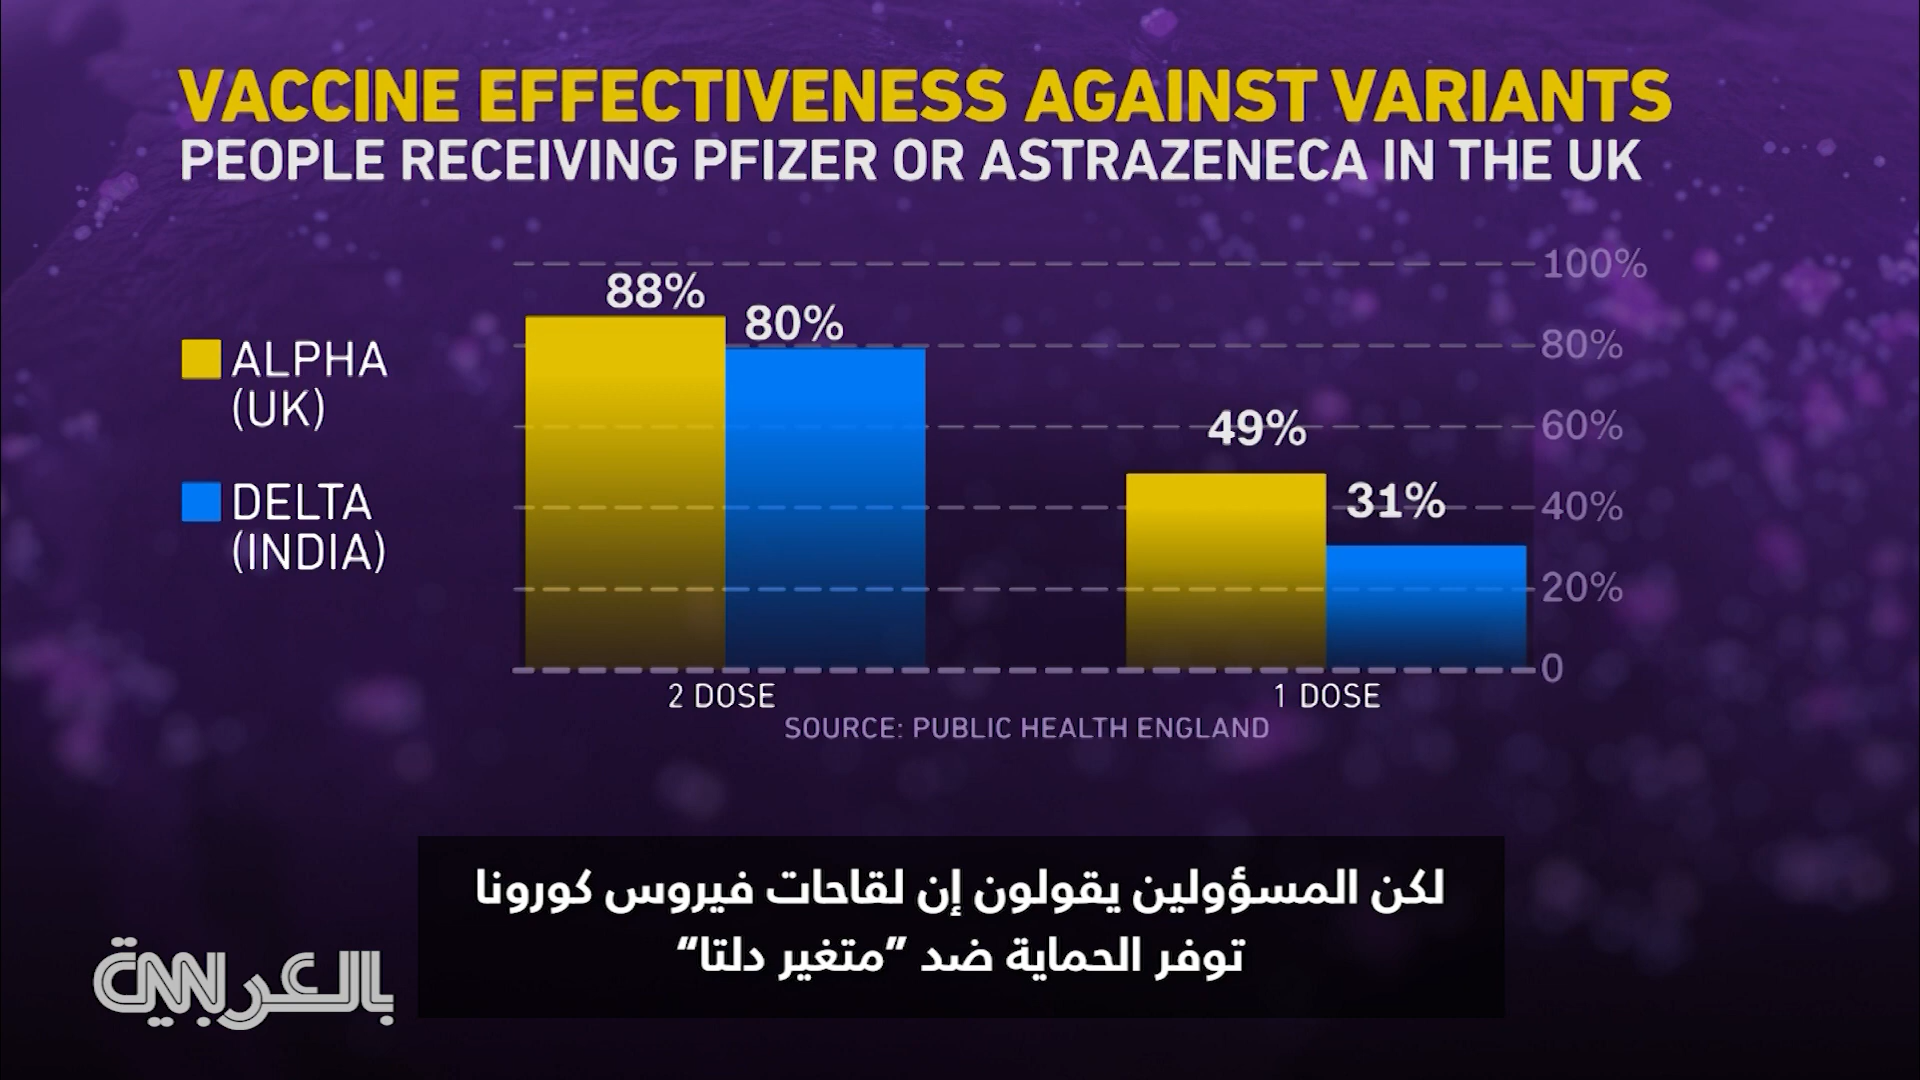 VACCINE EFFECTIVENESS AGAINST VARIANTS
PEOPLE RECEIVING PFIZER OR ASTRAZENECA IN THE UK
ALPHA
(UK)
DELTA
(INDIA)
100%
80%
60%
40%
20%
0
88%
80%
49%
31%
2 DOSE
1 DOSE
SOURCE: PUBLIC HEALTH ENGLAND
لكن المسؤولين يقولون إن لقاحات فيروس كورونا
توفر الحماية ضد ”متغير دلتا“
CNN بالعربية